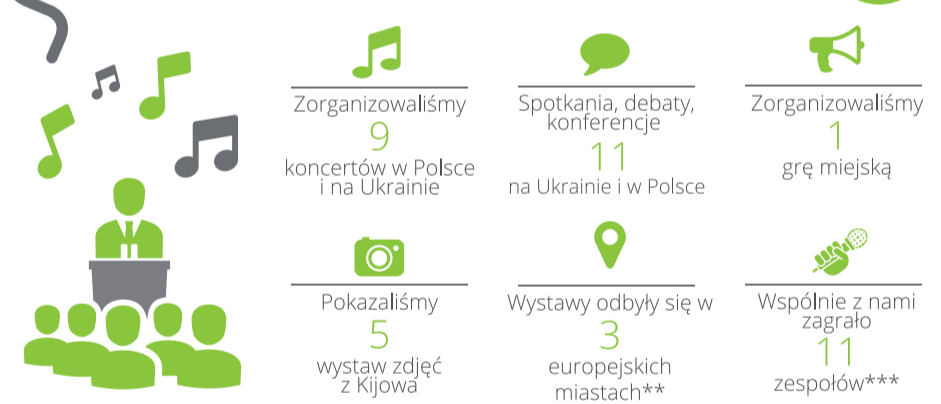 Zorganizowaliśmy
9
koncertów w Polsce
i na Ukrainie
Spotkania, debaty,
konferencje
11
na Ukrainie i w Polsce
Zorganizowaliśmy
1
grę miejską
Pokazaliśmy
5
wystaw zdjęć
z Kijowa
Wystawy odbyły się w
3
europejskich
miastach**
Wspólnie z nami
zagrało
11
zespołów***